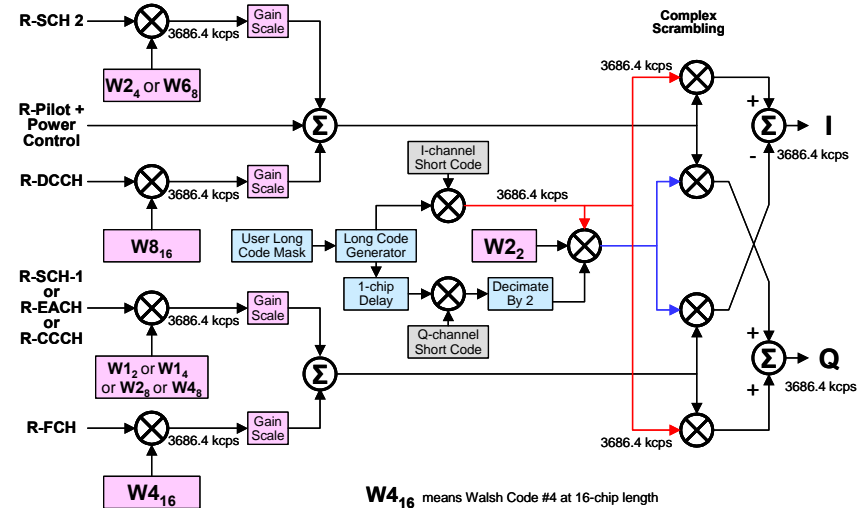 Complex
Scrambling
R-SCH 2
3686.4 kcps
Gain
Scale
W2₄ or W6₈
3686.4 kcps
R-Pilot +
Power
Control
Σ
I-channel
Short Code
+
Σ
I
-
3686.4 kcps
R-DCCH
3686.4 kcps
Gain
Scale
3686.4 kcps
W8₁₆
User Long
Code Mask
Long Code
Generator
W2₂
R-SCH-1
or
R-EACH
or
R-CCCH
3686.4 kcps
Gain
Scale
1-chip
Delay
Decimate
By 2
Q-channel
Short Code
W1₂ or W1₄
or W2₈ or W4₈
Σ
+
Σ
Q
+
3686.4 kcps
R-FCH
3686.4 kcps
Gain
Scale
3686.4 kcps
W4₁₆
W4₁₆ means Walsh Code #4 at 16-chip length